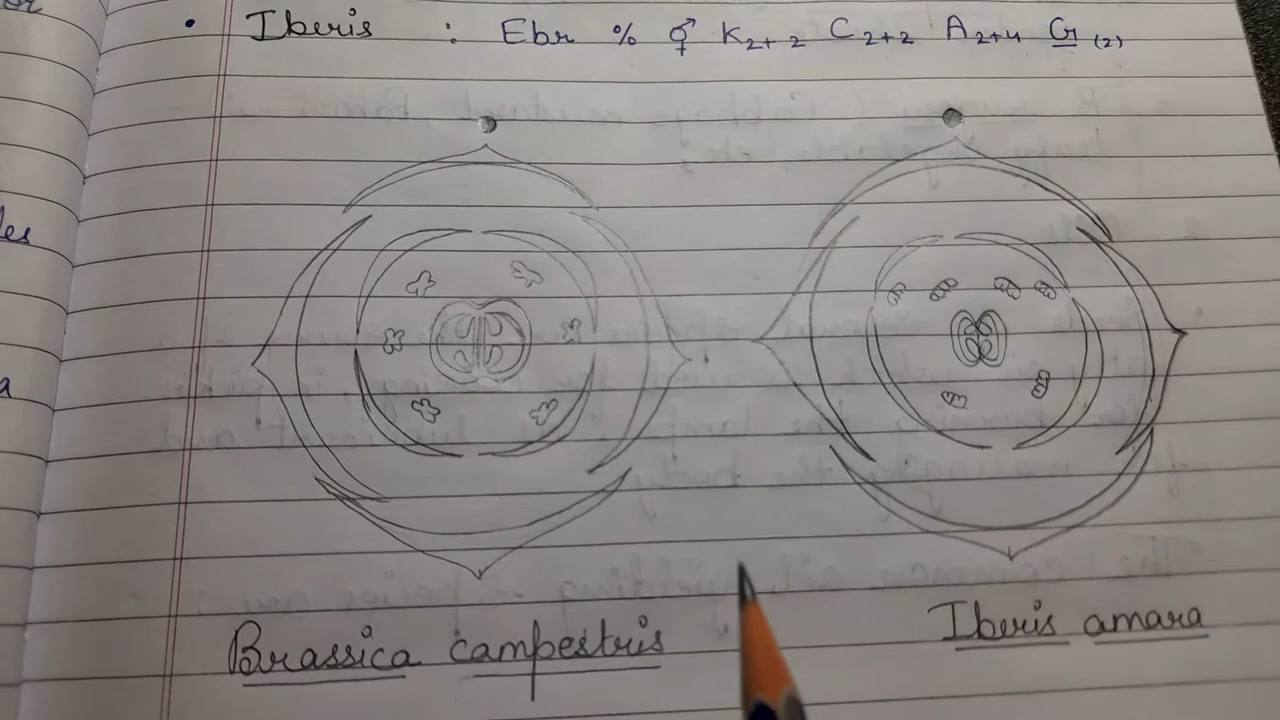 • Iberis : Ebr % ⚥ K₂₊₂ C₂₊₂ A₂₊₄ G₍₂₎
Brassica campestris
Iberis amara